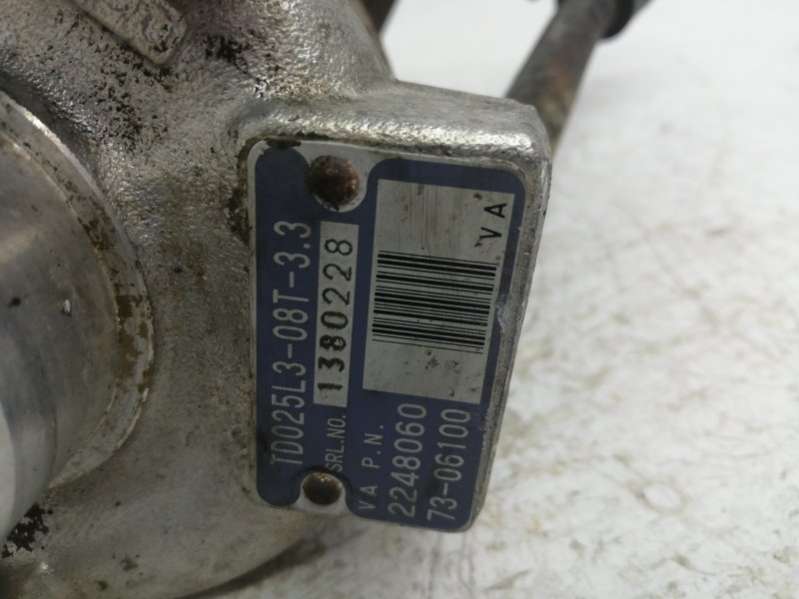 TD025L3-08T-3.3
SRL.NO. 1380228
VA P.N.
2248060
73-06100
VA